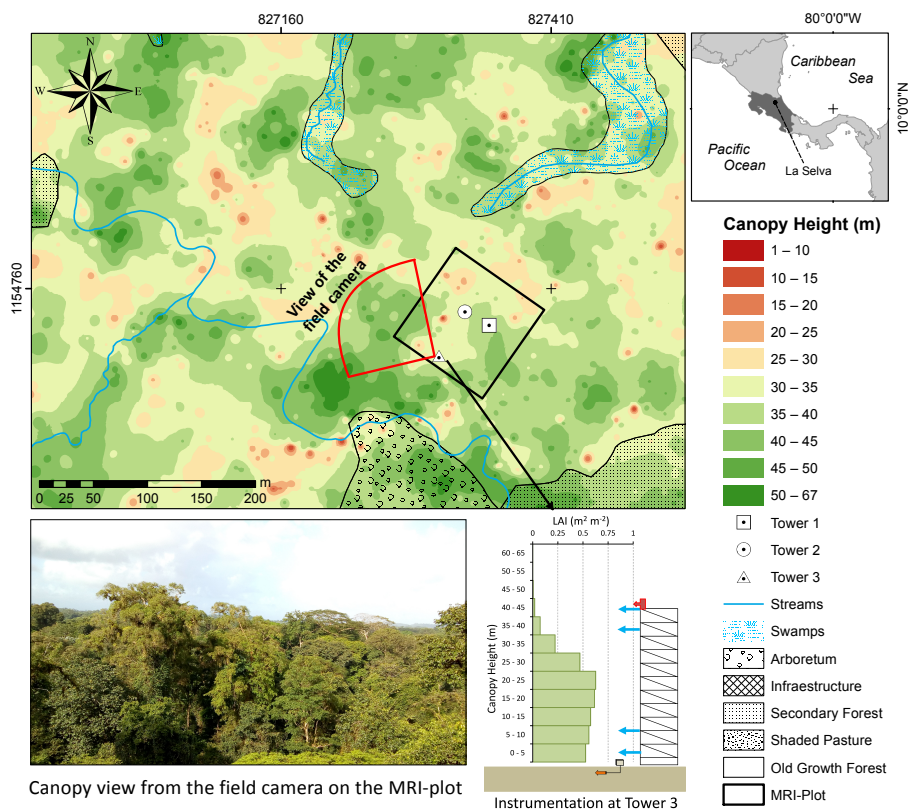 827160
827410
80°0'0"W
N
W
E
S
1154760
View of the
field camera
0 25 50 100 150 200
m
Caribbean
Sea
Pacific
Ocean
La Selva
10°0'0"N
Canopy Height (m)
1 – 10
10 – 15
15 – 20
20 – 25
25 – 30
30 – 35
35 – 40
40 – 45
45 – 50
50 – 67
Tower 1
Tower 2
Tower 3
Streams
Swamps
Arboretum
Infraestructure
Secondary Forest
Shaded Pasture
Old Growth Forest
MRI-Plot
Canopy view from the field camera on the MRI-plot
LAI (m² m⁻²)
0 0.25 0.5 0.75 1
Canopy Height (m)
60 - 65
55 - 60
50 - 55
45 - 50
40 - 45
35 - 40
30 - 35
25 - 30
20 - 25
15 - 20
10 - 15
5 - 10
0 - 5
Instrumentation at Tower 3